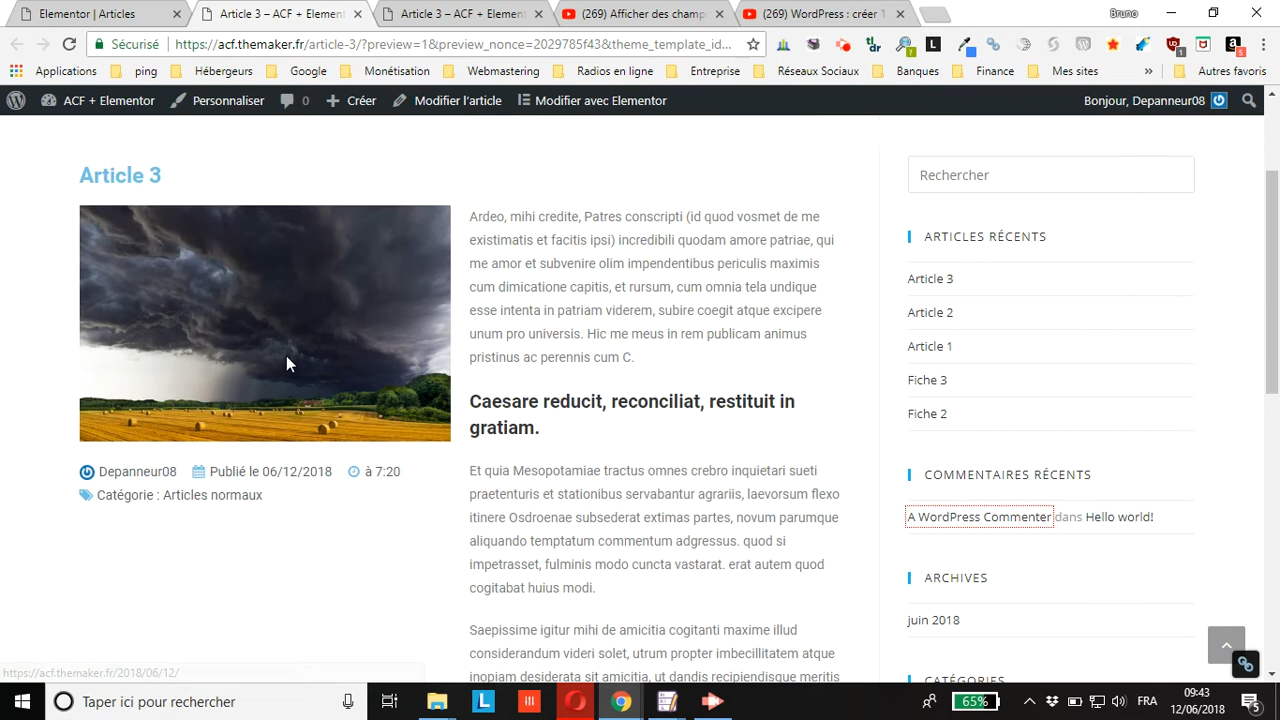 Elementor | Articles
Article 3 – ACF + Element
Article 3 – ACF + Element
(269) Afficher des champ
(269) WordPress : créer 1
Bruno
Sécurisé
https://acf.themaker.fr/article-3/?preview=1&preview_nonce=2029785f43&theme_template_id...
Applications
ping
Hébergeurs
Google
Monétisation
Webmastering
Radios en ligne
Entreprise
Réseaux Sociaux
Banques
Finance
Mes sites
»
Autres favoris
ACF + Elementor
Personnaliser
0
Créer
Modifier l'article
Modifier avec Elementor
Bonjour, Depanneur08
Article 3
Ardeo, mihi credite, Patres conscripti (id quod vosmet de me
existimatis et facitis ipsi) incredibili quodam amore patriae, qui
me amor et subvenire olim impendentibus periculis maximis
cum dimicatione capitis, et rursum, cum omnia tela undique
esse intenta in patriam viderem, subire coegit atque excipere
unum pro universis. Hic me meus in rem publicam animus
pristinus ac perennis cum C.
Caesare reducit, reconciliat, restituit in
gratiam.
Et quia Mesopotamiae tractus omnes crebro inquietari sueti
praetenturis et stationibus servabantur agrariis, laevorsum flexo
itinere Osdroenae subsederat extimas partes, novum parumque
aliquando temptatum commentum adgressus. quod si
impetrasset, fulminis modo cuncta vastarat. erat autem quod
cogitabat huius modi.
Saepissime igitur mihi de amicitia cogitanti maxime illud
considerandum videri solet, utrum propter imbecillitatem atque
inopiam desiderata sit amicitia, ut dandis recipiendisque meritis
Depanneur08
Publié le 06/12/2018
à 7:20
Catégorie : Articles normaux
Rechercher
ARTICLES RÉCENTS
Article 3
Article 2
Article 1
Fiche 3
Fiche 2
COMMENTAIRES RÉCENTS
A WordPress Commenter dans Hello world!
ARCHIVES
juin 2018
CATÉGORIES
https://acf.themaker.fr/2018/06/12/
Taper ici pour rechercher
65%
FRA
09:43
12/06/2018
5